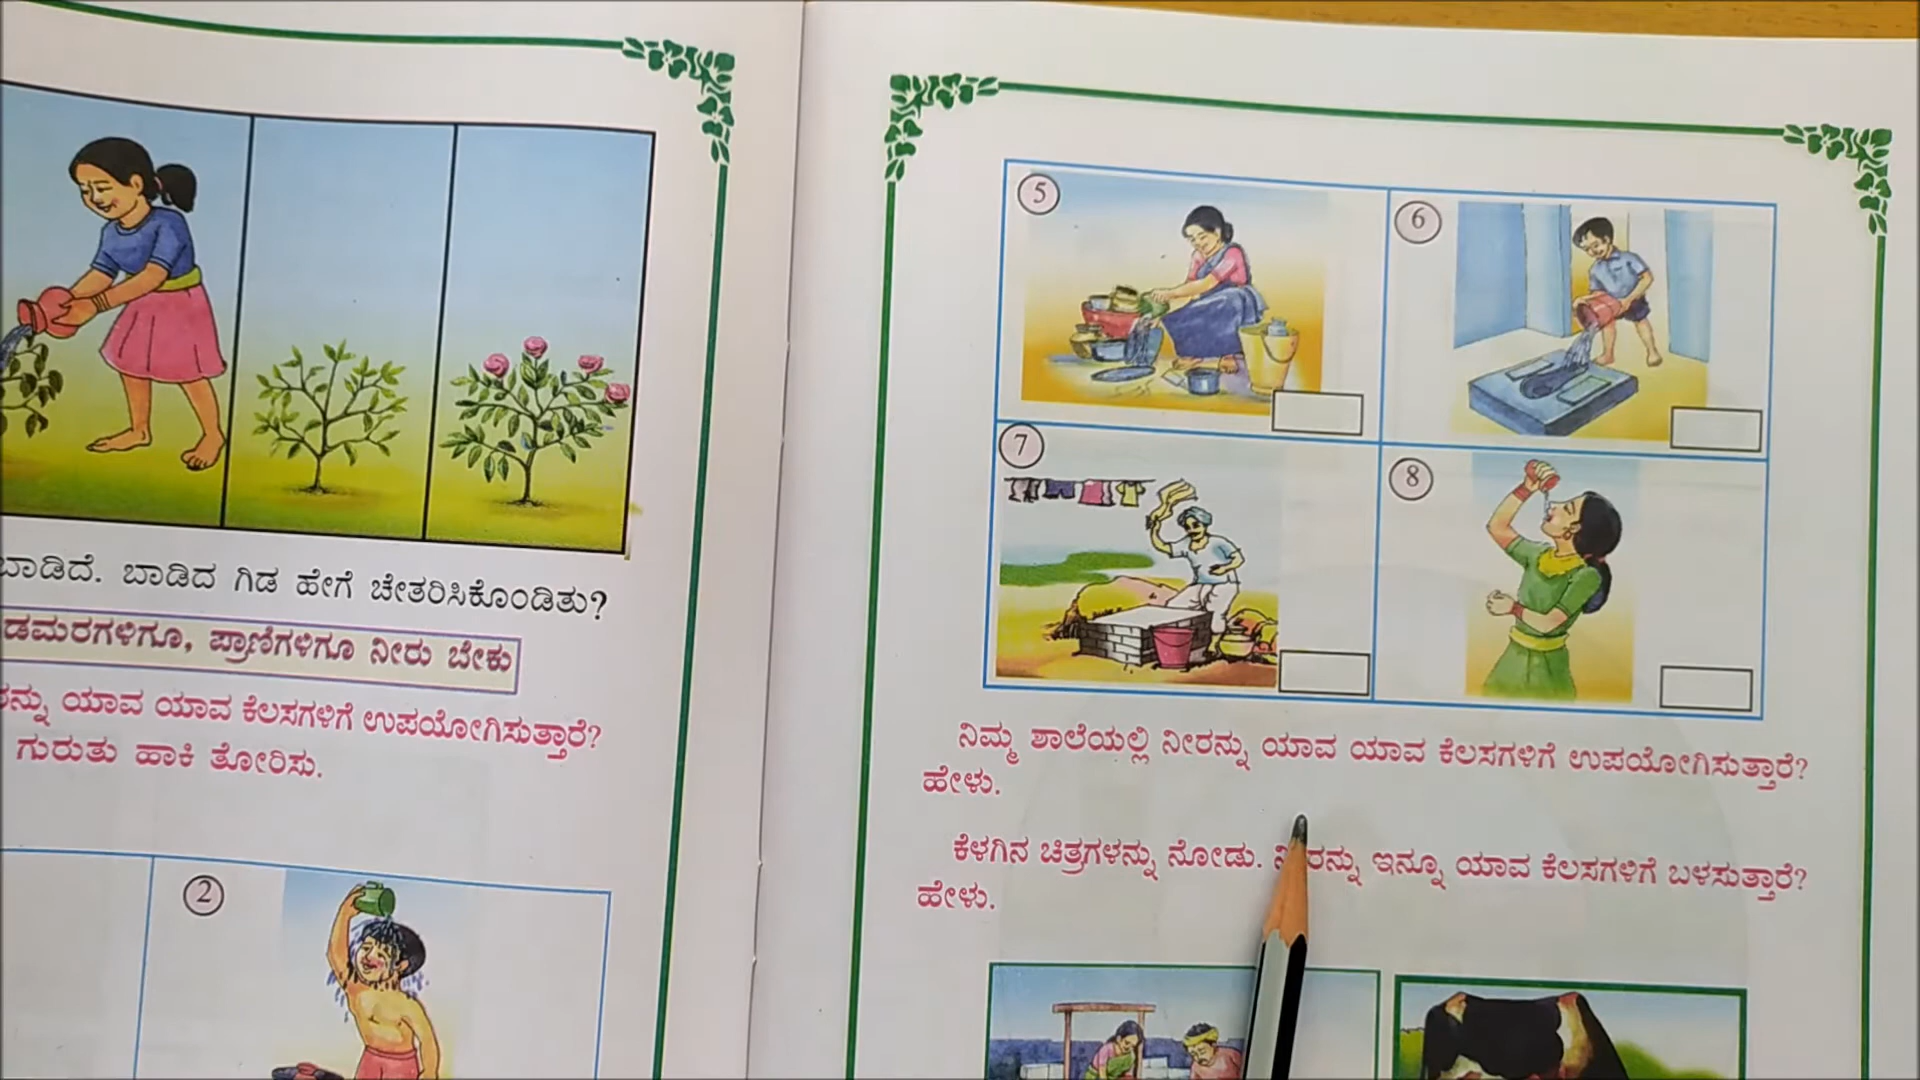 ಬಾಡಿದೆ. ಬಾಡಿದ ಗಿಡ ಹೇಗೆ ಚೇತರಿಸಿಕೊಂಡಿತು?
ಡಮರಗಳಿಗೂ, ಪ್ರಾಣಿಗಳಿಗೂ ನೀರು ಬೇಕು
ಯಾವ ಯಾವ ಕೆಲಸಗಳಿಗೆ ಉಪಯೋಗಿಸುತ್ತಾರೆ?
ಗುರುತು ಹಾಕಿ ತೋರಿಸು.
2
5
6
7
8
ನಿಮ್ಮ ಶಾಲೆಯಲ್ಲಿ ನೀರನ್ನು ಯಾವ ಯಾವ ಕೆಲಸಗಳಿಗೆ ಉಪಯೋಗಿಸುತ್ತಾರೆ?
ಹೇಳು.
ಕೆಳಗಿನ ಚಿತ್ರಗಳನ್ನು ನೋಡು. ನೀರನ್ನು ಇನ್ನೂ ಯಾವ ಕೆಲಸಗಳಿಗೆ ಬಳಸುತ್ತಾರೆ?
ಹೇಳು.